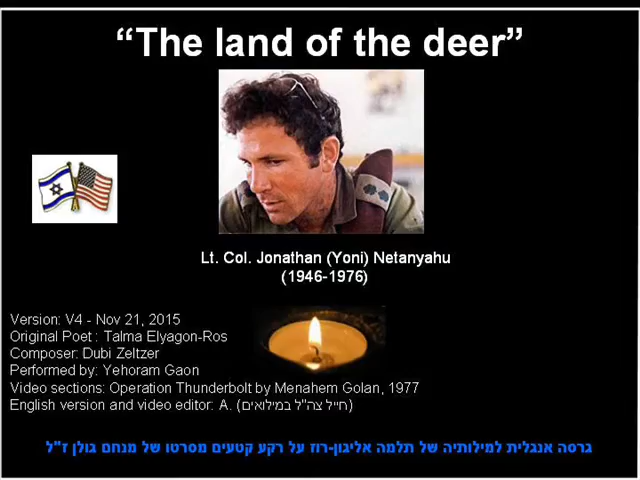 “The land of the deer”
Lt. Col. Jonathan (Yoni) Netanyahu
(1946-1976)
Version: V4 - Nov 21, 2015
Original Poet : Talma Elyagon-Ros
Composer: Dubi Zeltzer
Performed by: Yehoram Gaon
Video sections: Operation Thunderbolt by Menahem Golan, 1977
English version and video editor: A. (חייל צה"ל במילואים)
גרסה אנגלית למילותיה של תלמה אליגון-רוז על רקע קטעים מסרטו של מנחם גולן ז"ל